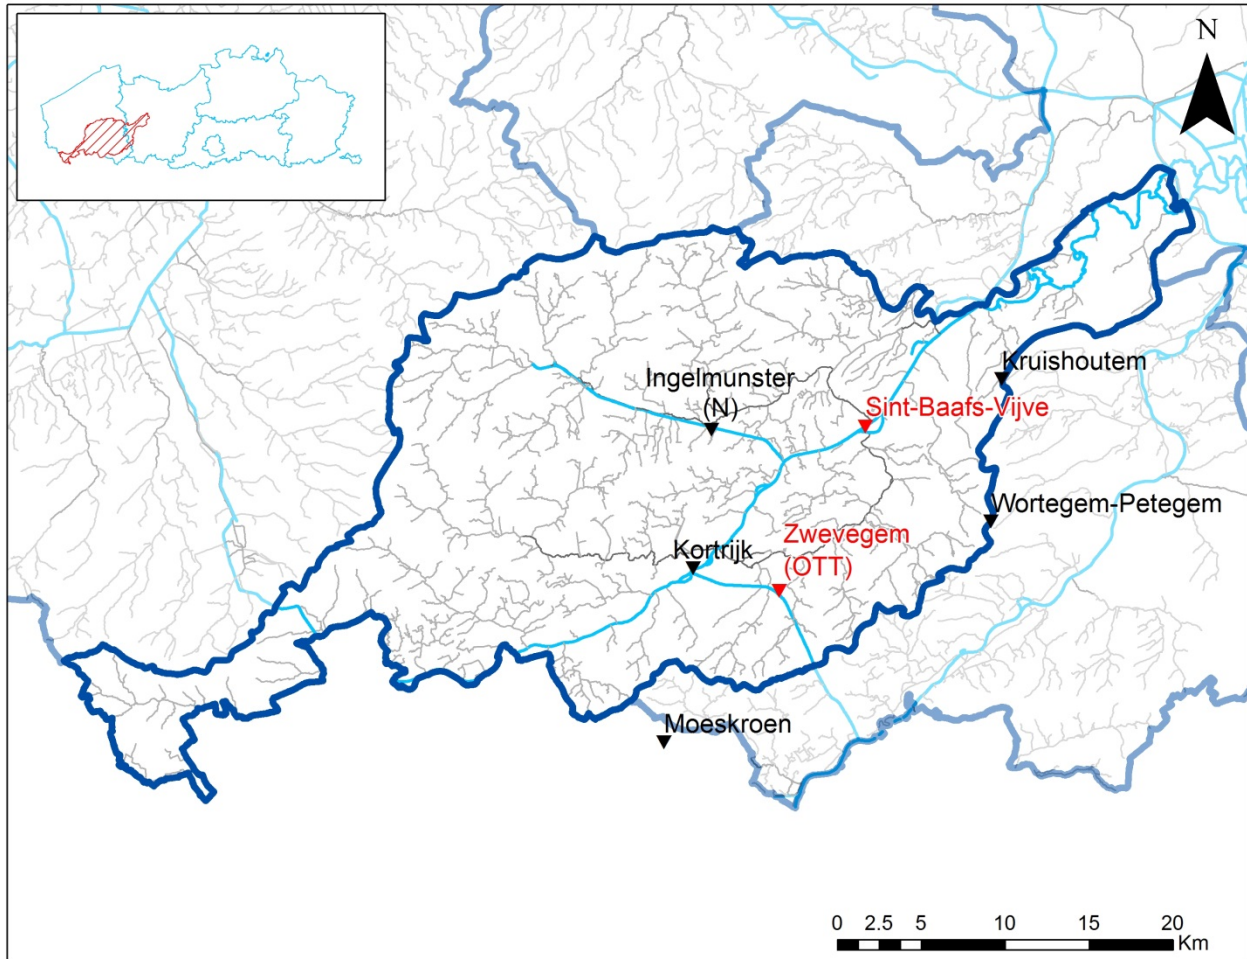 N
Kruishoutem
Ingelmunster
(N)
Sint-Baafs-Vijve
Wortegem-Petegem
Zwevegem
(OTT)
Kortrijk
Moeskroen
0 2.5 5 10 15 20
Km